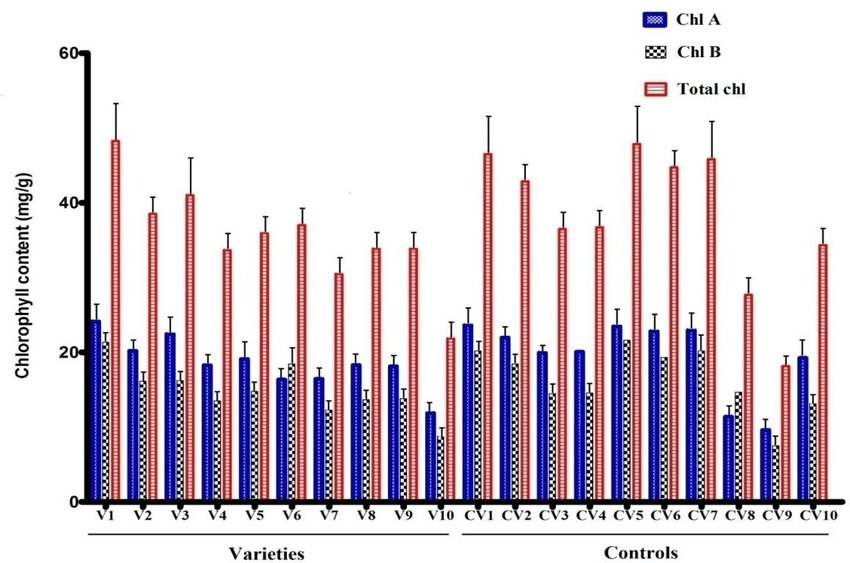 Chl A
Chl B
Total chl
Chlorophyll content (mg/g)
60
40
20
0
V1 V2 V3 V4 V5 V6 V7 V8 V9 V10 CV1 CV2 CV3 CV4 CV5 CV6 CV7 CV8 CV9 CV10
Varieties Controls